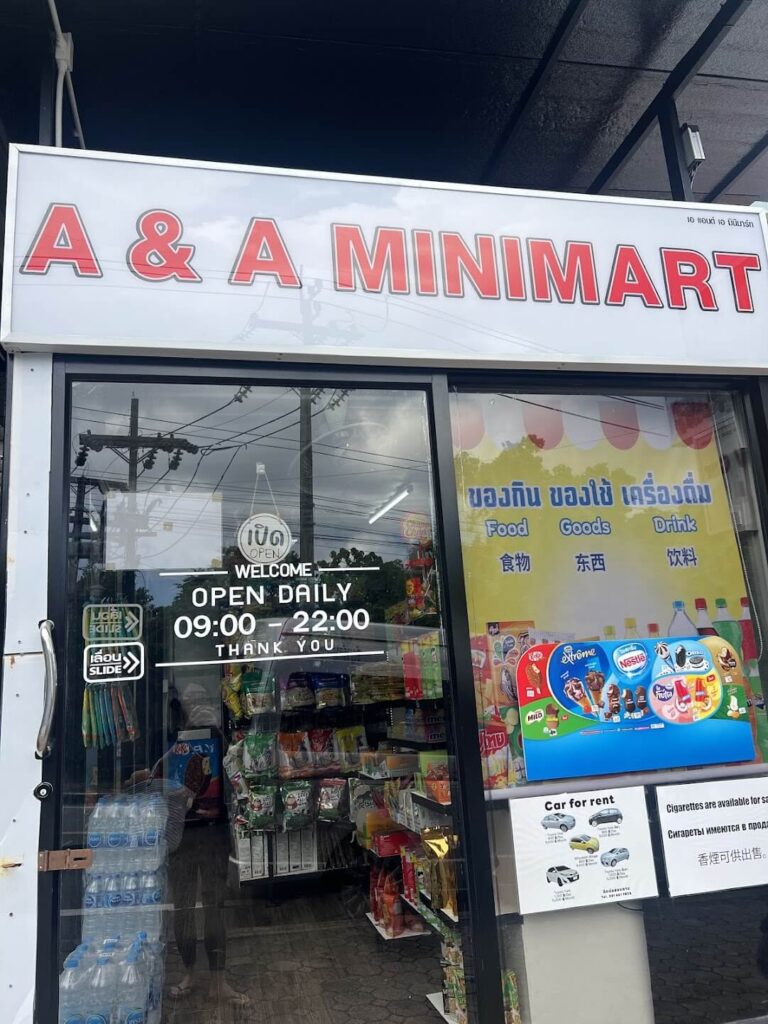 เอ แอนด์ เอ มินิมาร์ท
A & A MINIMART
เปิด
OPEN
WELCOME
OPEN DAILY
09:00 – 22:00
THANK YOU
เลื่อน
SLIDE
ของกิน ของใช้ เครื่องดื่ม
Food Goods Drink
食物 东西 饮料
extrême
Nestlé
MILO
Car for rent
Cigarettes are available for sa
Сигареты имеются в прода
香煙可供出售。